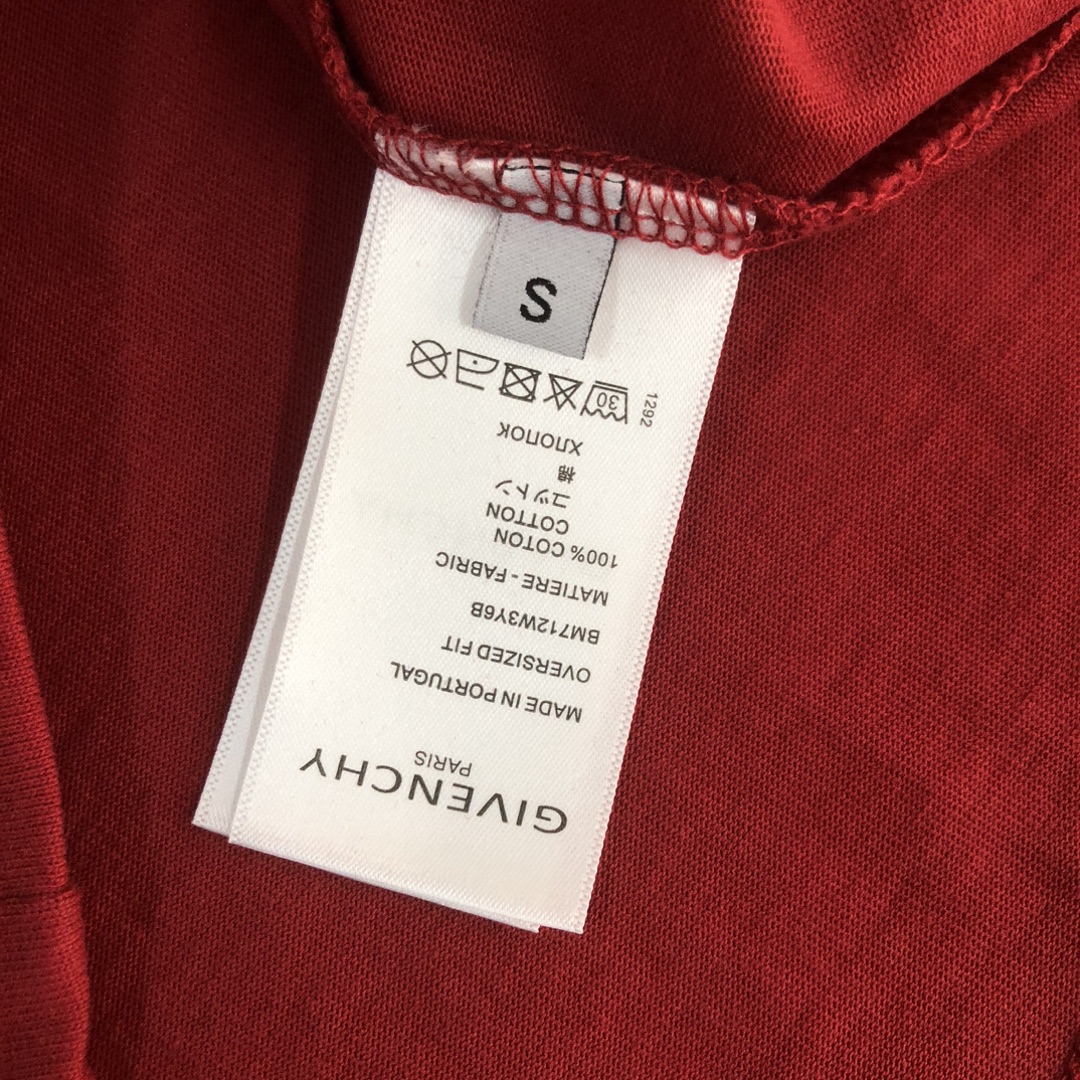 GIVENCHY
PARIS
MADE IN PORTUGAL
OVERSIZED FIT
BM712W3Y6B
MATIERE - FABRIC
100% COTON
COTTON
コットン
棉
ХЛОПОК
30
1292
S